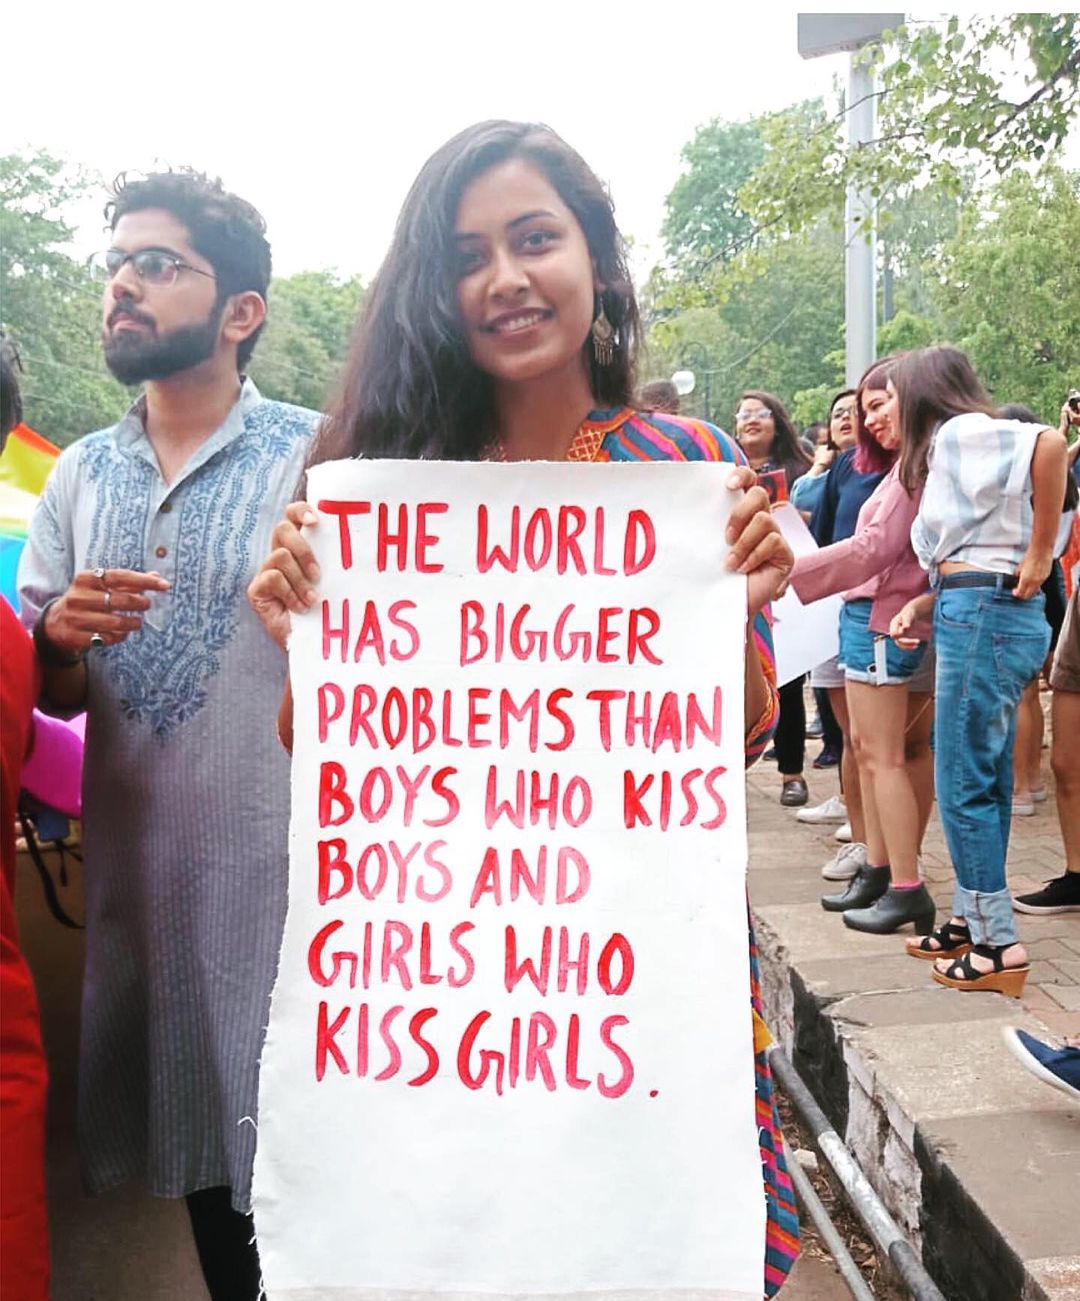 THE WORLD
HAS BIGGER
PROBLEMS THAN
BOYS WHO KISS
BOYS AND
GIRLS WHO
KISS GIRLS.